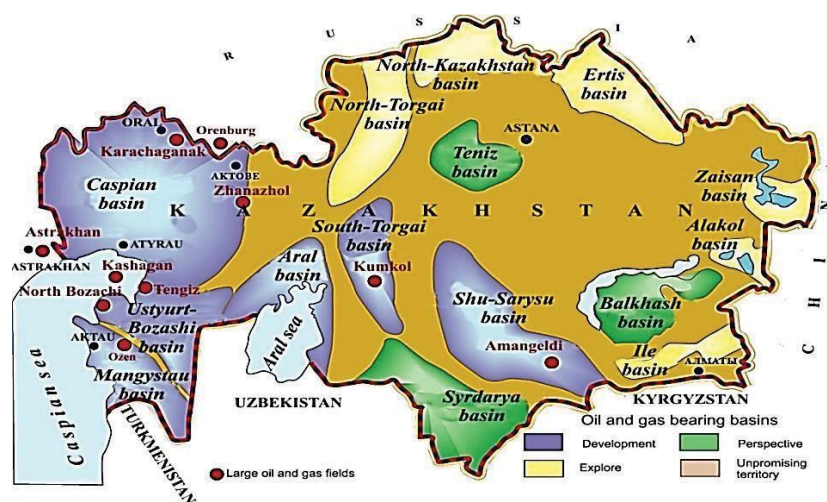 R U S S I A
North-Kazakhstan
basin
North-Torgai
basin
Ertis
basin
ORAL
Orenburg
Karachaganak
ASTANA
AKTOBE
Teniz
basin
Zhanazhol
Caspian
basin
Zaisan
basin
K A Z A K H S T A N
South-Torgai
basin
Alakol
basin
Astrakhan
ATYRAU
ASTRAKHAN
Kashagan
Aral
basin
Kumkol
North Bozachi
Tengiz
Shu-Sarysu
basin
Balkhash
basin
C H I N
Ustyurt-
Bozashi
basin
Aral sea
AKTAU
Ozen
Amangeldi
Ile
basin
АЛМАТЫ
Mangystau
basin
Caspian sea
Syrdarya
basin
UZBEKISTAN
KYRGYZSTAN
TURKMENISTAN
Oil and gas bearing basins
Development
Perspective
Explore
Unpromising
territory
Large oil and gas fields